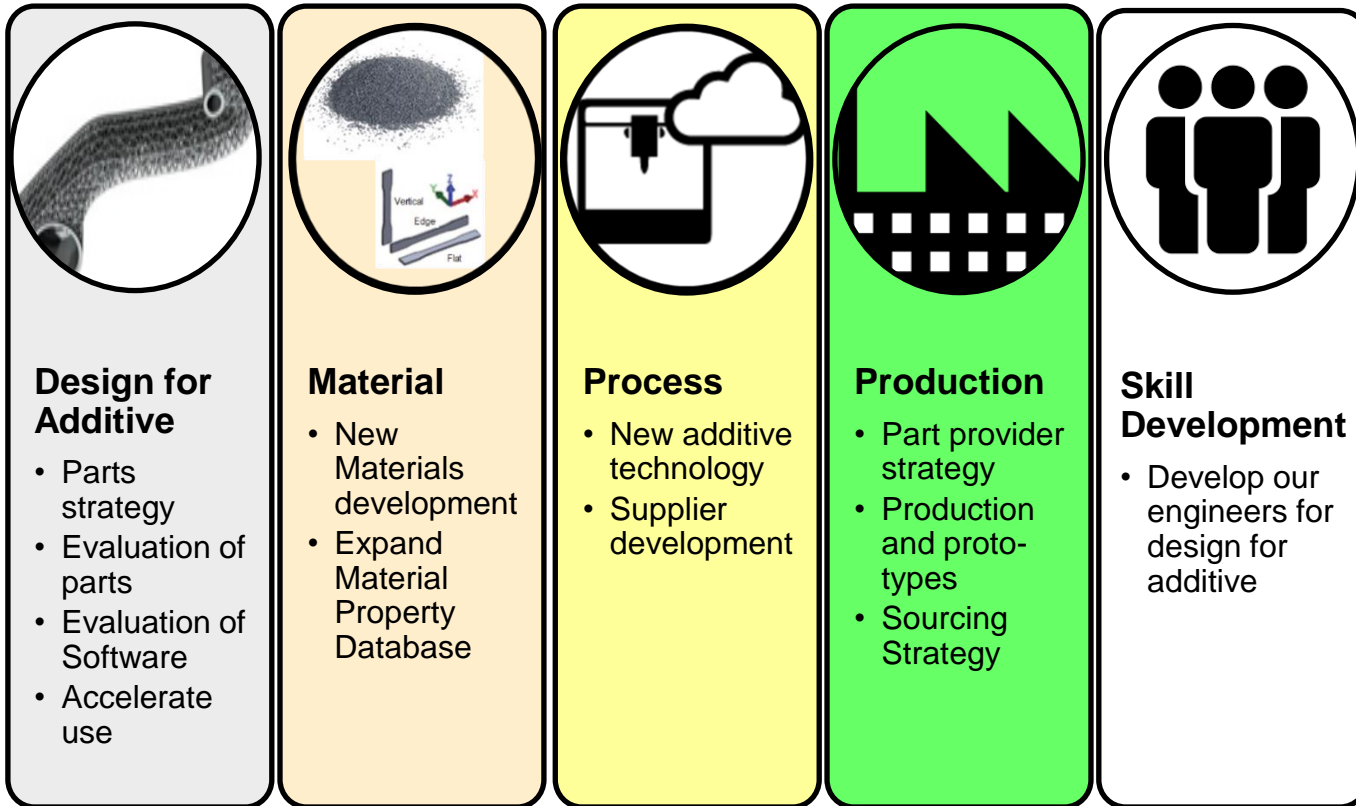 Z
Y
X
Vertical
Edge
Flat
Design for
Additive
• Parts
strategy
• Evaluation of
parts
• Evaluation of
Software
• Accelerate
use
Material
• New
Materials
development
• Expand
Material
Property
Database
Process
• New additive
technology
• Supplier
development
Production
• Part provider
strategy
• Production
and proto-
types
• Sourcing
Strategy
Skill
Development
• Develop our
engineers for
design for
additive